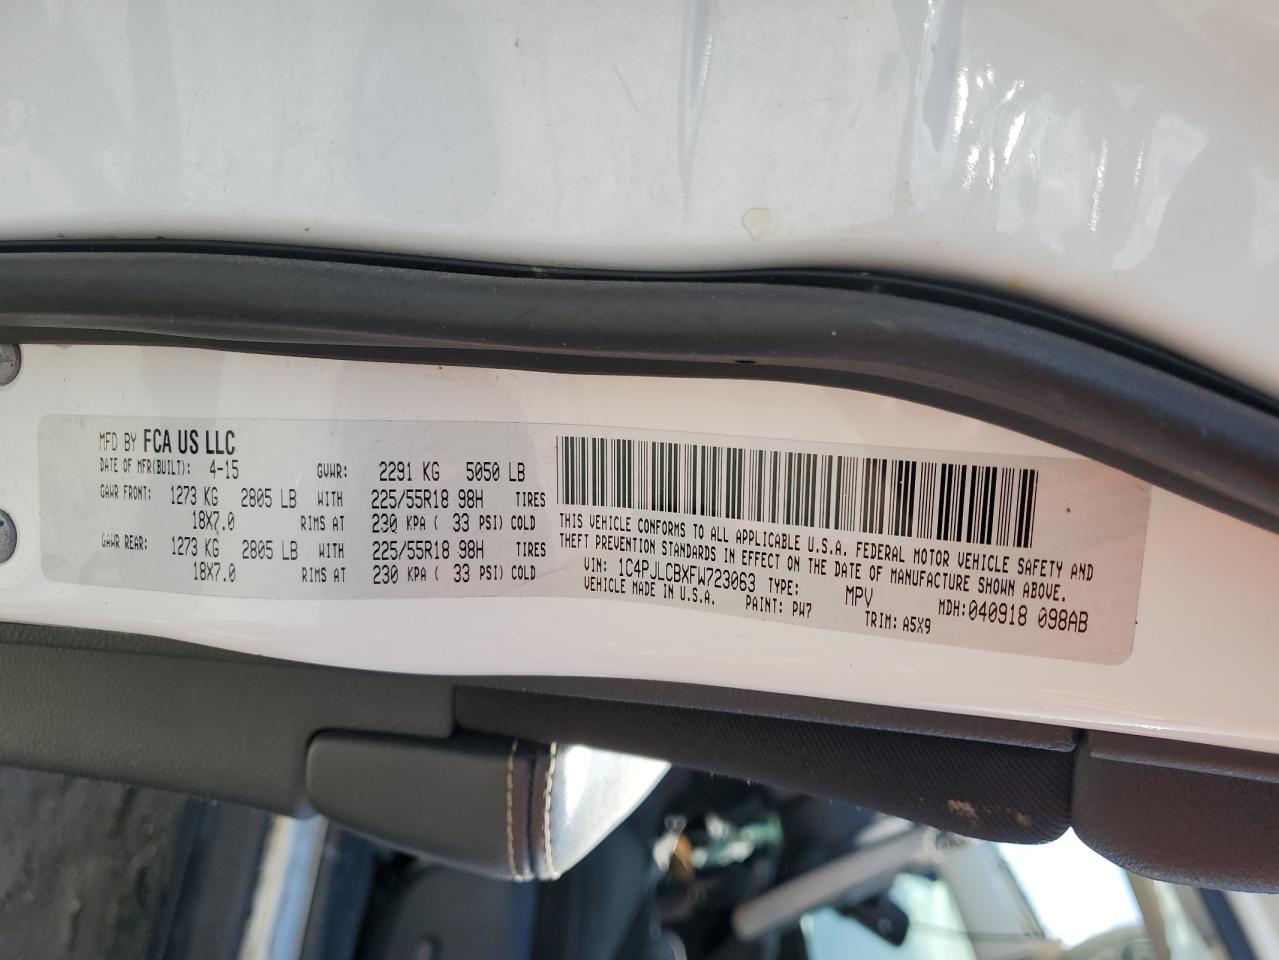 MFD BY FCA US LLC
DATE OF MFR(BUILT): 4-15 GVWR: 2291 KG 5050 LB
GAWR FRONT: 1273 KG 2805 LB WITH 225/55R18 98H TIRES
18X7.0 RIMS AT 230 KPA ( 33 PSI) COLD
GAWR REAR: 1273 KG 2805 LB WITH 225/55R18 98H TIRES
18X7.0 RIMS AT 230 KPA ( 33 PSI) COLD
THIS VEHICLE CONFORMS TO ALL APPLICABLE U.S.A. FEDERAL MOTOR VEHICLE SAFETY AND
THEFT PREVENTION STANDARDS IN EFFECT ON THE DATE OF MANUFACTURE SHOWN ABOVE.
VIN: 1C4PJLCBXFW723063 TYPE: MPV MDH:040918 098AB
VEHICLE MADE IN U.S.A. PAINT: PW7 TRIM: A5X9